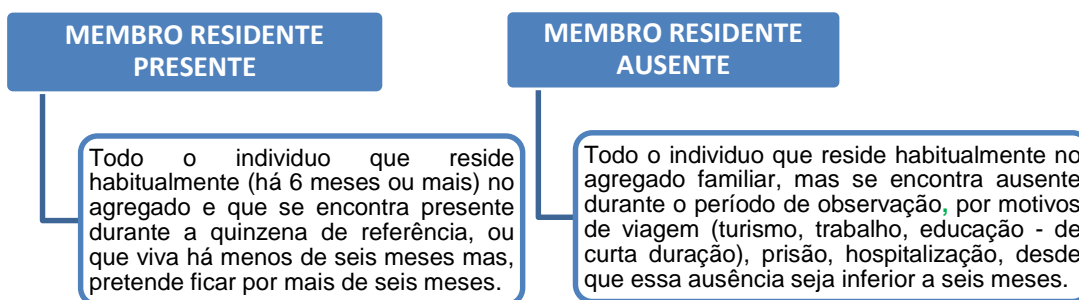 MEMBRO RESIDENTE
PRESENTE
Todo o individuo que reside
habitualmente (há 6 meses ou mais) no
agregado e que se encontra presente
durante a quinzena de referência, ou
que viva há menos de seis meses mas,
pretende ficar por mais de seis meses.
MEMBRO RESIDENTE
AUSENTE
Todo o individuo que reside habitualmente no
agregado familiar, mas se encontra ausente
durante o período de observação, por motivos
de viagem (turismo, trabalho, educação - de
curta duração), prisão, hospitalização, desde
que essa ausência seja inferior a seis meses.